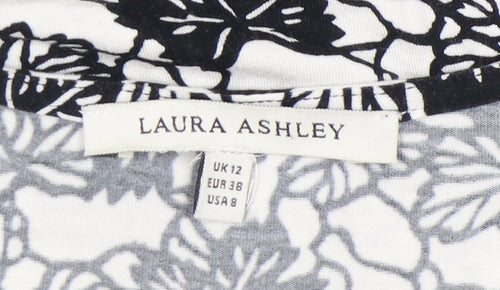 LAURA ASHLEY
UK 12
EUR 38
USA 8